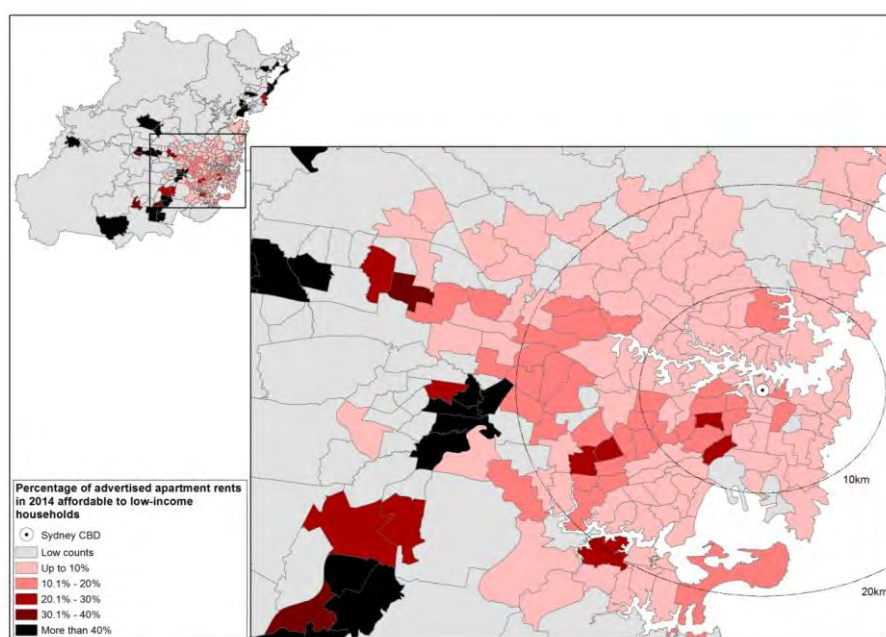 Percentage of advertised apartment rents
in 2014 affordable to low-income
households
Sydney CBD
Low counts
Up to 10%
10.1% - 20%
20.1% - 30%
30.1% - 40%
More than 40%
10km
20km